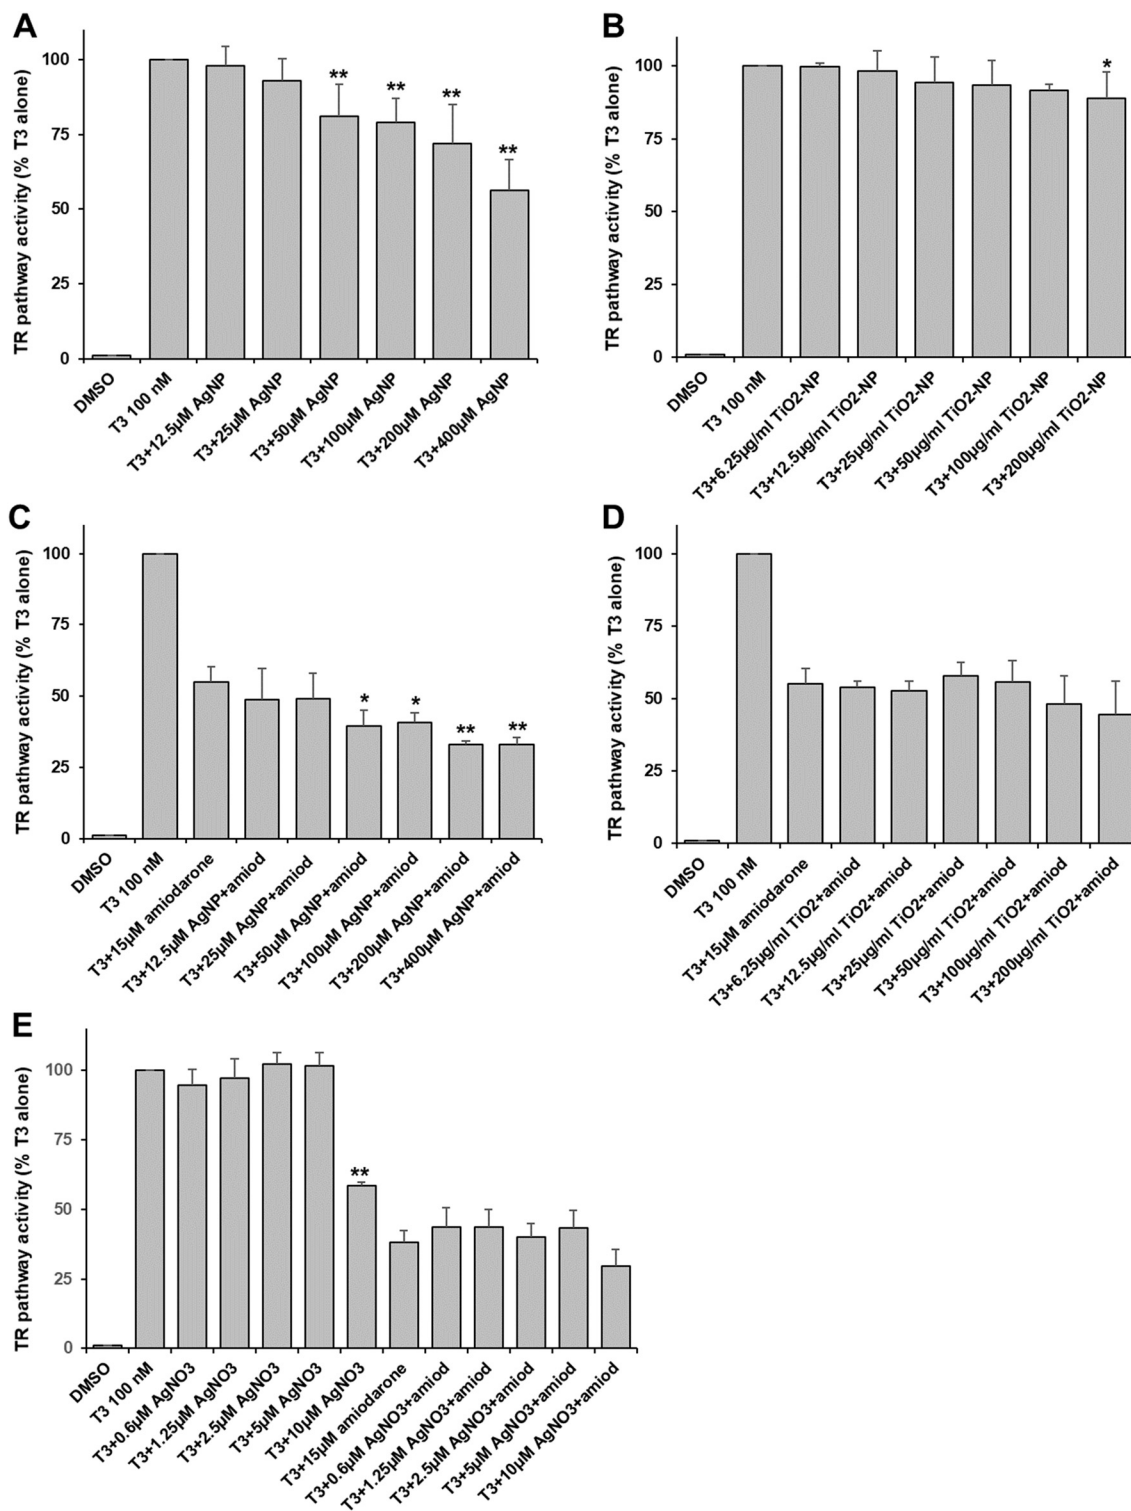 A
TR pathway activity (% T3 alone)
100
75
50
25
0
** ** ** **
DMSO
T3 100 nM
T3+12.5µM AgNP
T3+25µM AgNP
T3+50µM AgNP
T3+100µM AgNP
T3+200µM AgNP
T3+400µM AgNP
B
TR pathway activity (% T3 alone)
100
75
50
25
0
*
DMSO
T3 100 nM
T3+6.25µg/ml TiO2-NP
T3+12.5µg/ml TiO2-NP
T3+25µg/ml TiO2-NP
T3+50µg/ml TiO2-NP
T3+100µg/ml TiO2-NP
T3+200µg/ml TiO2-NP
C
TR pathway activity (% T3 alone)
100
75
50
25
0
* * ** **
DMSO
T3 100 nM
T3+15µM amiodarone
T3+12.5µM AgNP+amiod
T3+25µM AgNP+amiod
T3+50µM AgNP+amiod
T3+100µM AgNP+amiod
T3+200µM AgNP+amiod
T3+400µM AgNP+amiod
D
TR pathway activity (% T3 alone)
100
75
50
25
0
DMSO
T3 100 nM
T3+15µM amiodarone
T3+6.25µg/ml TiO2+amiod
T3+12.5µg/ml TiO2+amiod
T3+25µg/ml TiO2+amiod
T3+50µg/ml TiO2+amiod
T3+100µg/ml TiO2+amiod
T3+200µg/ml TiO2+amiod
E
TR pathway activity (% T3 alone)
100
75
50
25
0
**
DMSO
T3 100 nM
T3+0.6µM AgNO3
T3+1.25µM AgNO3
T3+2.5µM AgNO3
T3+5µM AgNO3
T3+10µM AgNO3
T3+15µM amiodarone
T3+0.6µM AgNO3+amiod
T3+1.25µM AgNO3+amiod
T3+2.5µM AgNO3+amiod
T3+5µM AgNO3+amiod
T3+10µM AgNO3+amiod